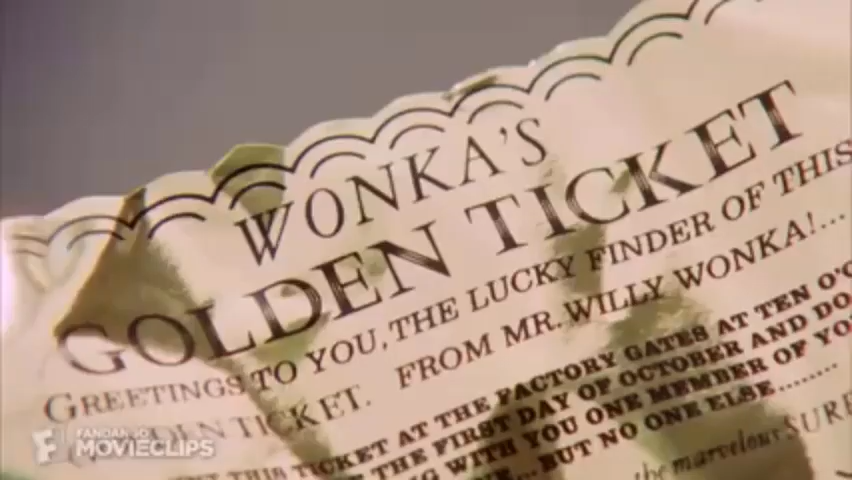 WONKA'S
GOLDEN TICKET
GREETINGS TO YOU, THE LUCKY FINDER OF THIS
GOLDEN TICKET. FROM MR. WILLY WONKA!...
THIS TICKET AT THE FACTORY GATES AT TEN O'C
THE FIRST DAY OF OCTOBER AND DO
WITH YOU ONE MEMBER OF YO
BUT NO ONE ELSE........
the marvelous SURP
FANDANGO
MOVIECLIPS